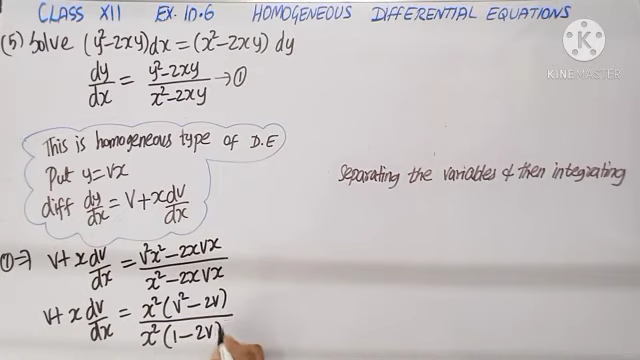 CLASS XII EX. 10.6 HOMOGENEOUS DIFFERENTIAL EQUATIONS
(5) Solve (y²-2xy)dx = (x²-2xy)dy
dy/dx = y²-2xy / x²-2xy → ①
This is homogeneous type of D.E
Put y=vx
diff dy/dx = v+x dv/dx
Separating the variables & then integrating
①⇒ v+x dv/dx = v²x²-2xvx / x²-2xvx
v+x dv/dx = x²(v²-2v) / x²(1-2v)
KINEMASTER